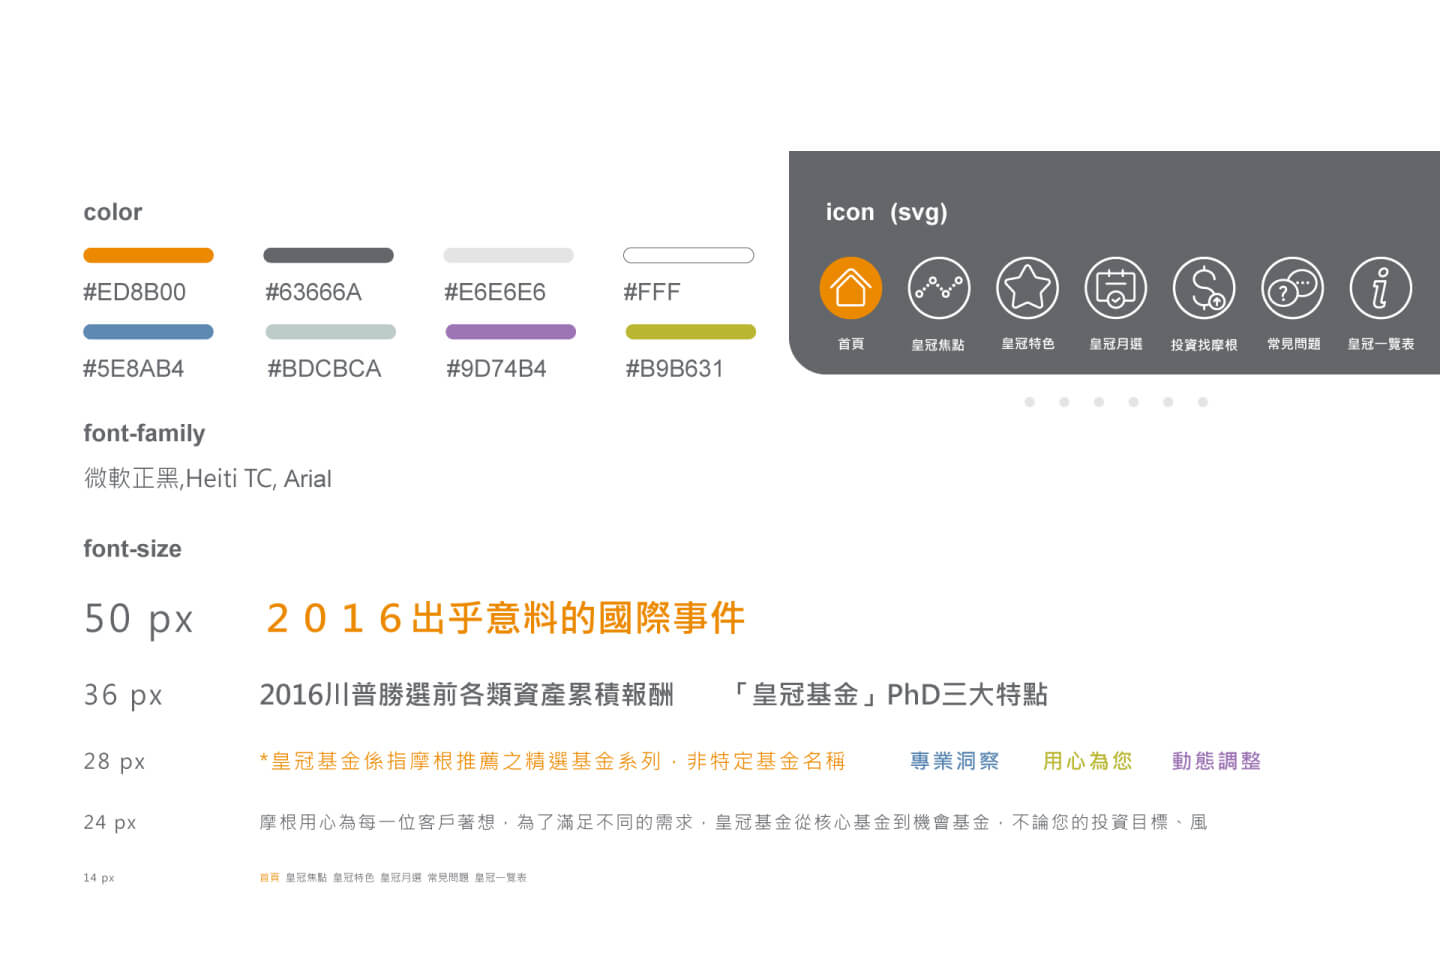 color
#ED8B00 #63666A #E6E6E6 #FFF
#5E8AB4 #BDCBCA #9D74B4 #B9B631
icon (svg)
?
首頁 皇冠焦點 皇冠特色 皇冠月選 投資找摩根 常見問題 皇冠一覽表
font-family
微軟正黑,Heiti TC, Arial
font-size
50 px ２０１６出乎意料的國際事件
36 px 2016川普勝選前各類資產累積報酬 「皇冠基金」PhD三大特點
28 px *皇冠基金係指摩根推薦之精選基金系列，非特定基金名稱 專業洞察 用心為您 動態調整
24 px 摩根用心為每一位客戶著想，為了滿足不同的需求，皇冠基金從核心基金到機會基金，不論您的投資目標、風
14 px 首頁 皇冠焦點 皇冠特色 皇冠月選 常見問題 皇冠一覽表